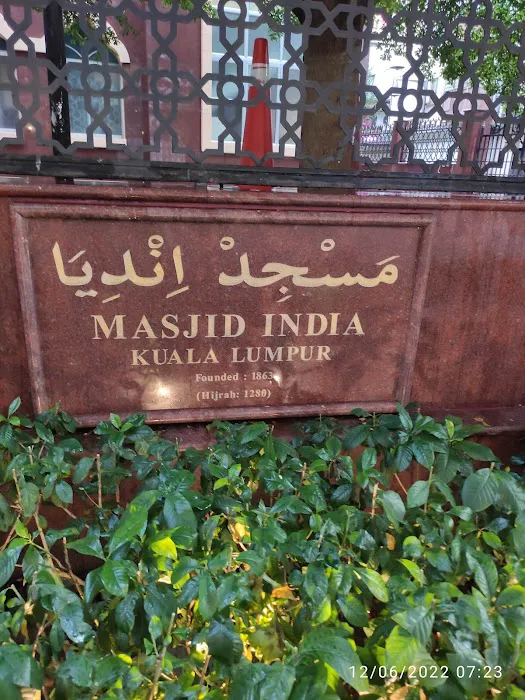 مَسْجِدْ اِنْدِيَا
MASJID INDIA
KUALA LUMPUR
Founded : 1863
(Hijrah: 1280)
12/06/2022 07:23